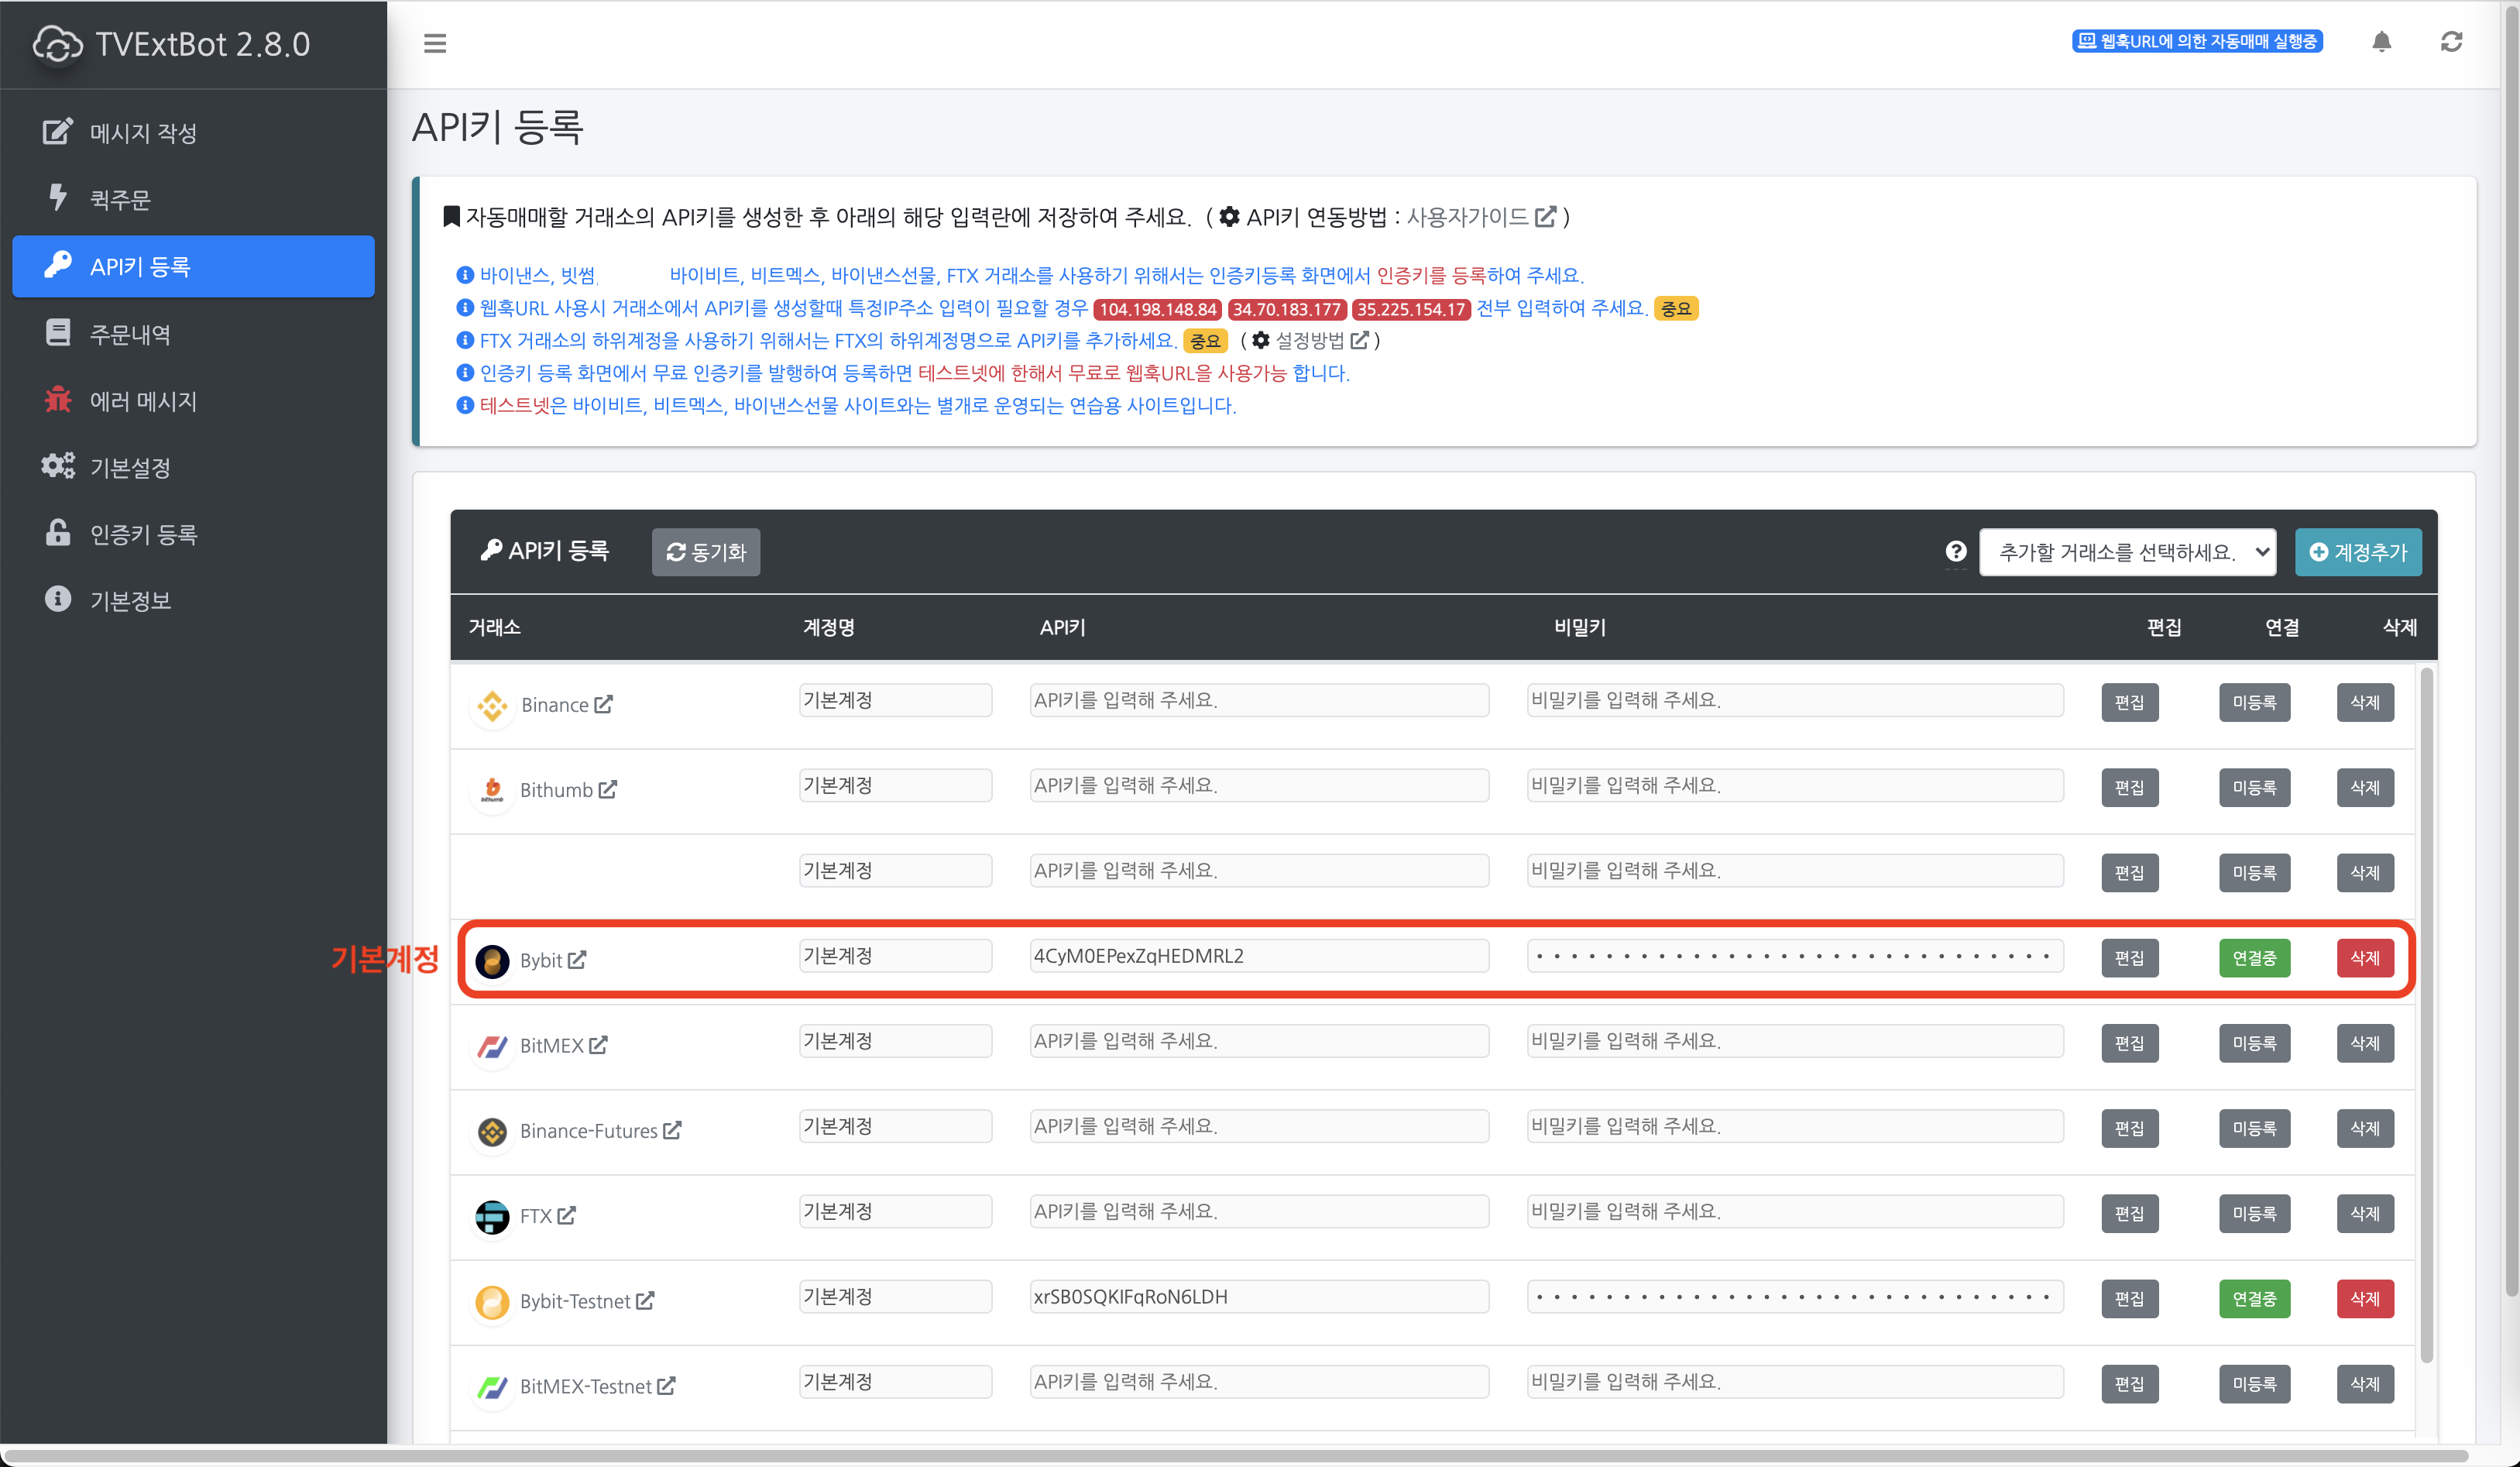 TVExtBot 2.8.0
웹훅URL에 의한 자동매매 실행중
메시지 작성
퀵주문
API키 등록
주문내역
에러 메시지
기본설정
인증키 등록
기본정보
API키 등록
자동매매할 거래소의 API키를 생성한 후 아래의 해당 입력란에 저장하여 주세요. ( API키 연동방법 : 사용자가이드 )
바이낸스, 빗썸, 바이비트, 비트멕스, 바이낸스선물, FTX 거래소를 사용하기 위해서는 인증키등록 화면에서 인증키를 등록하여 주세요.
웹훅URL 사용시 거래소에서 API키를 생성할때 특정IP주소 입력이 필요할 경우 104.198.148.84 34.70.183.177 35.225.154.17 전부 입력하여 주세요. 중요
FTX 거래소의 하위계정을 사용하기 위해서는 FTX의 하위계정명으로 API키를 추가하세요. 중요 ( 설정방법 )
인증키 등록 화면에서 무료 인증키를 발행하여 등록하면 테스트넷에 한해서 무료로 웹훅URL을 사용가능 합니다.
테스트넷은 바이비트, 비트멕스, 바이낸스선물 사이트와는 별개로 운영되는 연습용 사이트입니다.
API키 등록 동기화 추가할 거래소를 선택하세요. 계정추가
거래소 계정명 API키 비밀키 편집 연결 삭제
Binance 기본계정 API키를 입력해 주세요. 비밀키를 입력해 주세요. 편집 미등록 삭제
bithumb Bithumb 기본계정 API키를 입력해 주세요. 비밀키를 입력해 주세요. 편집 미등록 삭제
기본계정 API키를 입력해 주세요. 비밀키를 입력해 주세요. 편집 미등록 삭제
기본계정 Bybit 기본계정 4CyM0EPexZqHEDMRL2 편집 연결중 삭제
BitMEX 기본계정 API키를 입력해 주세요. 비밀키를 입력해 주세요. 편집 미등록 삭제
Binance-Futures 기본계정 API키를 입력해 주세요. 비밀키를 입력해 주세요. 편집 미등록 삭제
FTX 기본계정 API키를 입력해 주세요. 비밀키를 입력해 주세요. 편집 미등록 삭제
Bybit-Testnet 기본계정 xrSB0SQKIFqRoN6LDH 편집 연결중 삭제
BitMEX-Testnet 기본계정 API키를 입력해 주세요. 비밀키를 입력해 주세요. 편집 미등록 삭제